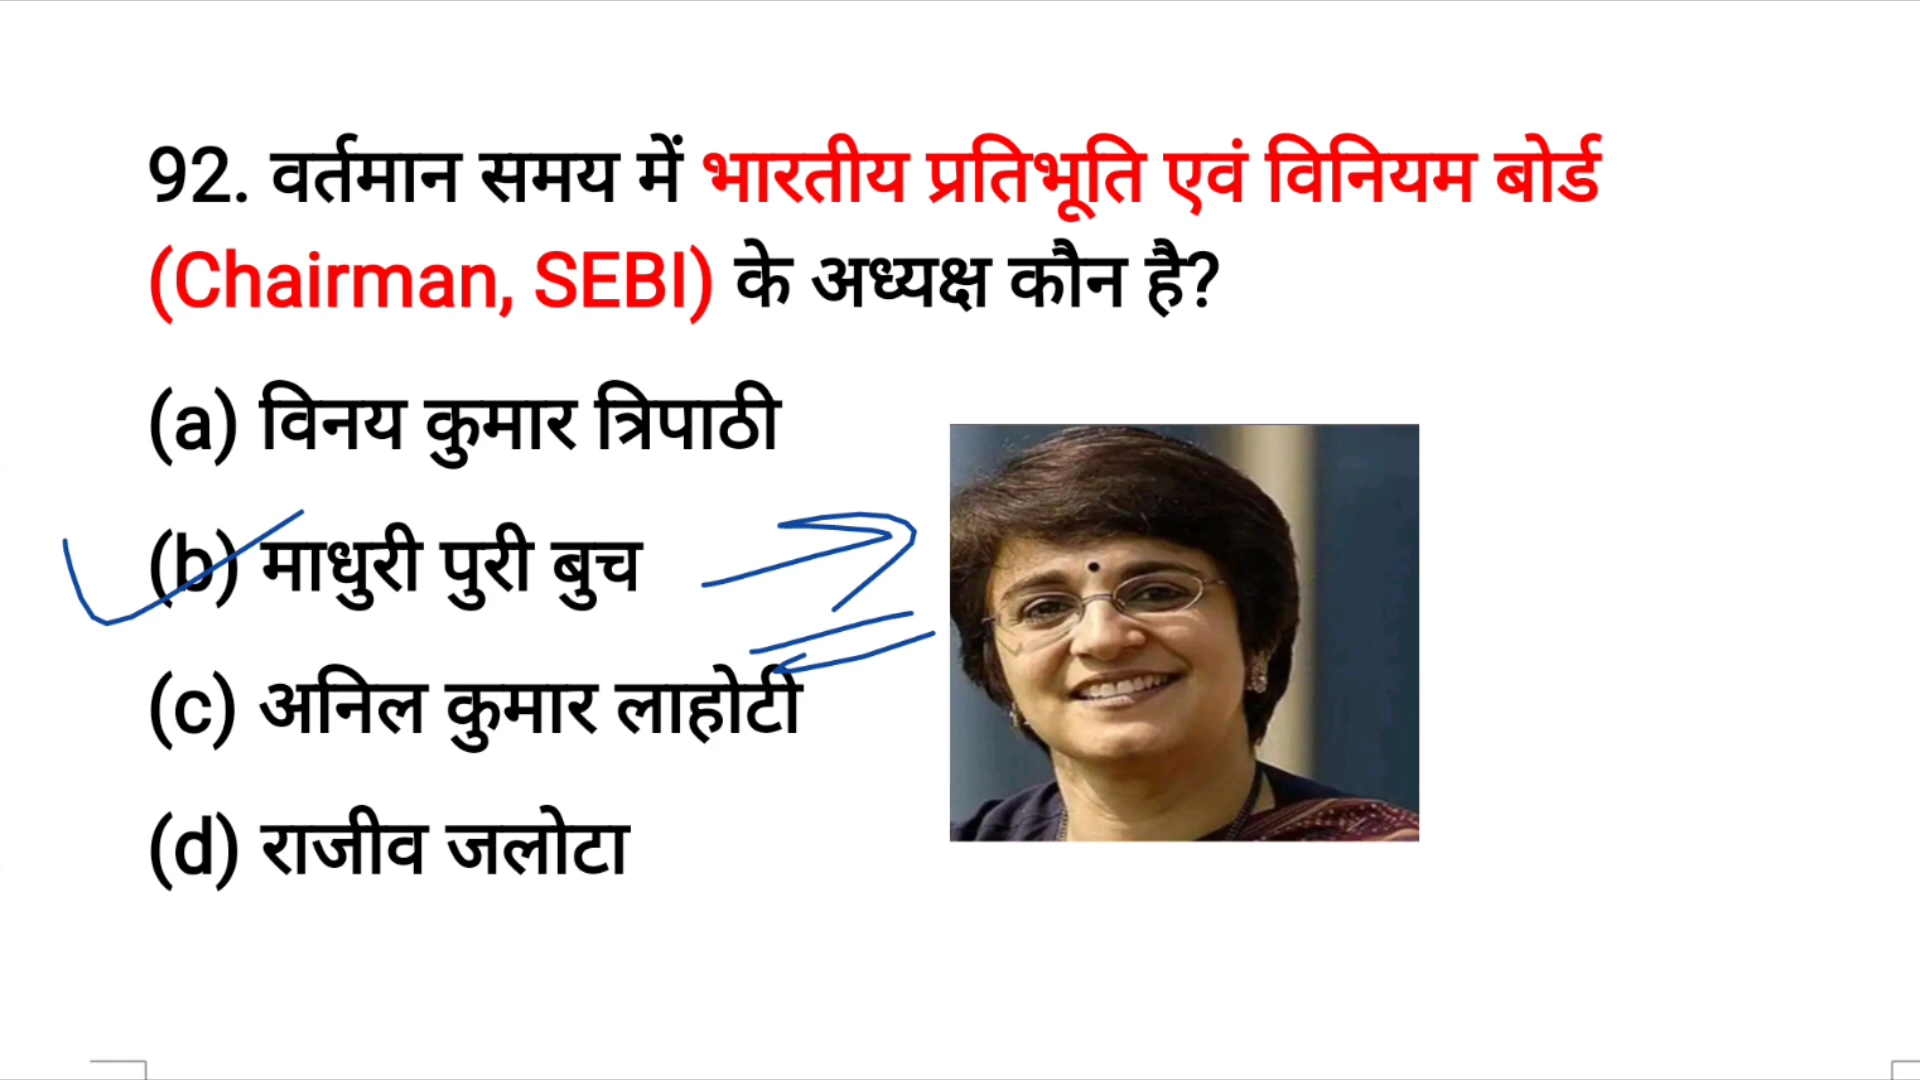 92. वर्तमान समय में भारतीय प्रतिभूति एवं विनियम बोर्ड
(Chairman, SEBI) के अध्यक्ष कौन है?
(a) विनय कुमार त्रिपाठी
(b) माधुरी पुरी बुच
(c) अनिल कुमार लाहोटी
(d) राजीव जलोटा